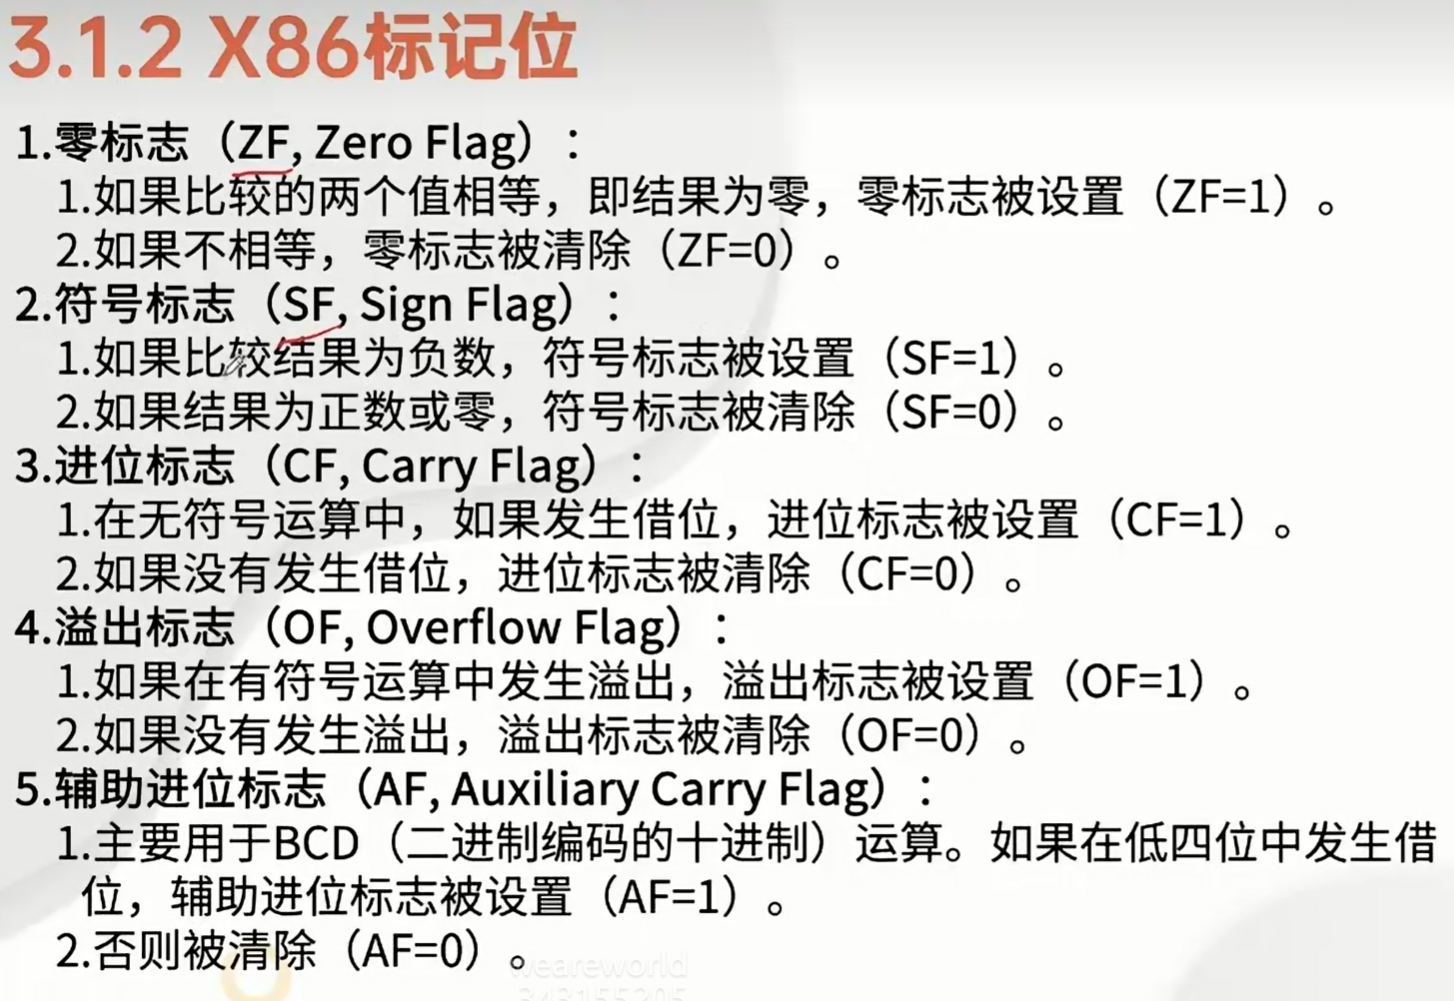 3.1.2 X86标记位
1.零标志（ZF, Zero Flag）：
1.如果比较的两个值相等，即结果为零，零标志被设置（ZF=1）。
2.如果不相等，零标志被清除（ZF=0）。
2.符号标志（SF, Sign Flag）：
1.如果比较结果为负数，符号标志被设置（SF=1）。
2.如果结果为正数或零，符号标志被清除（SF=0）。
3.进位标志（CF, Carry Flag）：
1.在无符号运算中，如果发生借位，进位标志被设置（CF=1）。
2.如果没有发生借位，进位标志被清除（CF=0）。
4.溢出标志（OF, Overflow Flag）：
1.如果在有符号运算中发生溢出，溢出标志被设置（OF=1）。
2.如果没有发生溢出，溢出标志被清除（OF=0）。
5.辅助进位标志（AF, Auxiliary Carry Flag）：
1.主要用于BCD（二进制编码的十进制）运算。如果在低四位中发生借
位，辅助进位标志被设置（AF=1）。
2.否则被清除（AF=0）。
weareworld